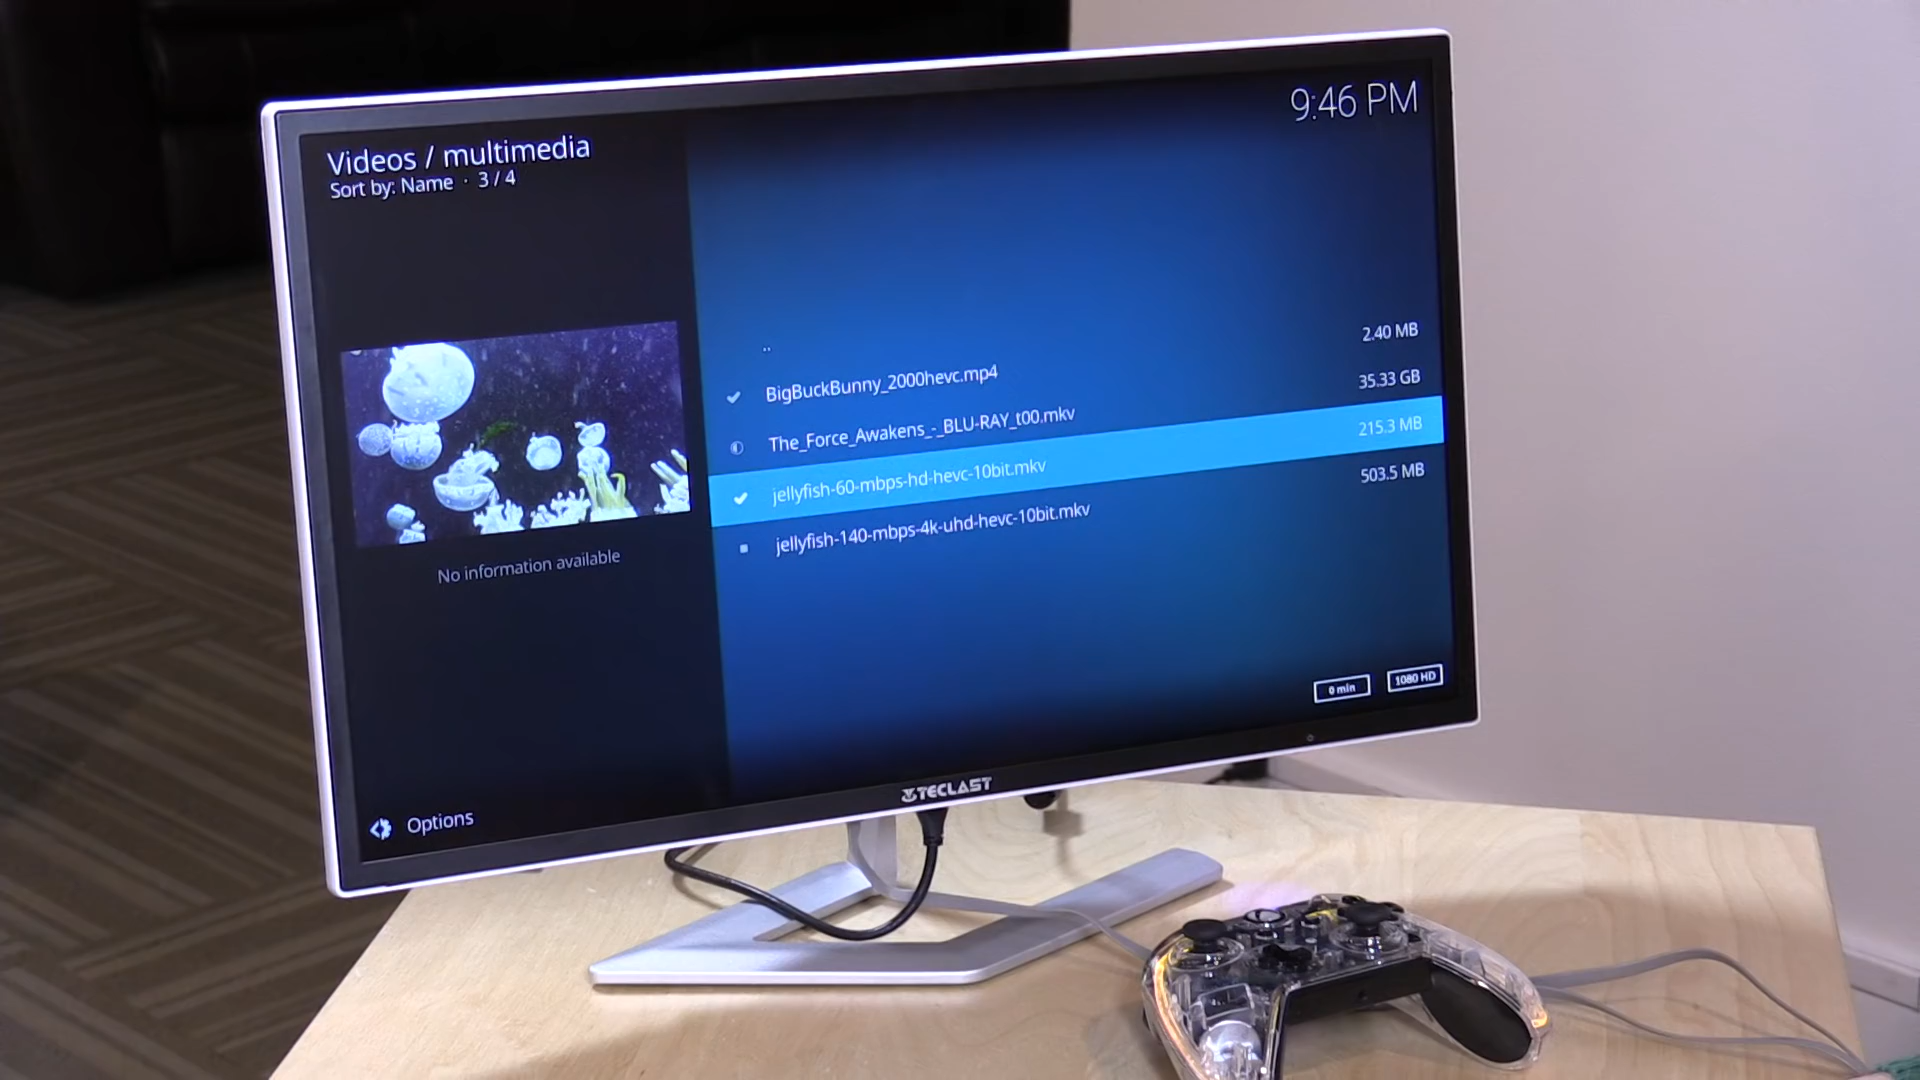 9:46 PM
Videos / multimedia
Sort by: Name · 3 / 4
..
BigBuckBunny_2000hevc.mp4 2.40 MB
The_Force_Awakens_-_BLU-RAY_t00.mkv 35.33 GB
jellyfish-60-mbps-hd-hevc-10bit.mkv 215.3 MB
jellyfish-140-mbps-4k-uhd-hevc-10bit.mkv 503.5 MB
No information available
0 min 1080 HD
TECLAST
Options